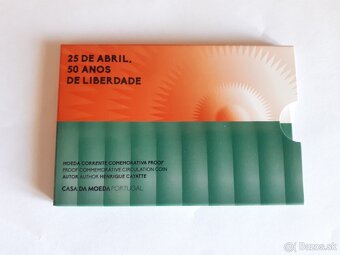 25 DE ABRIL,
50 ANOS
DE LIBERDADE
MOEDA CORRENTE COMEMORATIVA PROOF
PROOF COMMEMORATIVE CIRCULATION COIN
AUTOR AUTHOR HENRIQUE CAYATTE
CASA DA MOEDA PORTUGAL
Bazos.sk